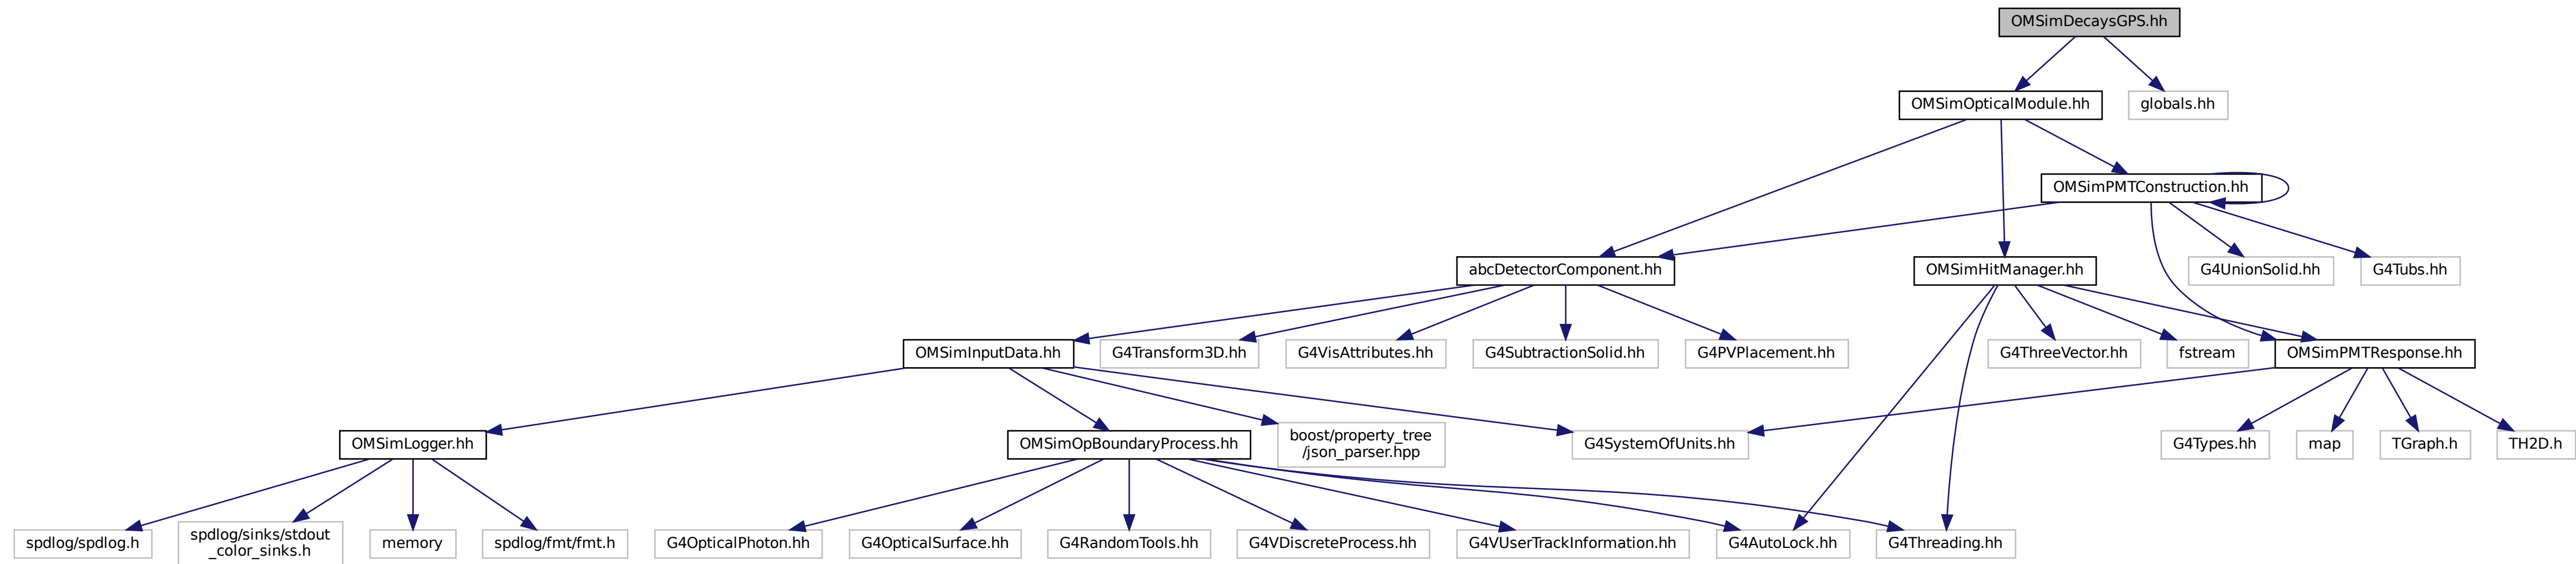 OMSimDecaysGPS.hh
OMSimOpticalModule.hh
globals.hh
OMSimPMTConstruction.hh
abcDetectorComponent.hh
OMSimHitManager.hh
G4UnionSolid.hh
G4Tubs.hh
OMSimInputData.hh
G4Transform3D.hh
G4VisAttributes.hh
G4SubtractionSolid.hh
G4PVPlacement.hh
G4ThreeVector.hh
fstream
OMSimPMTResponse.hh
OMSimLogger.hh
OMSimOpBoundaryProcess.hh
boost/property_tree
/json_parser.hpp
G4SystemOfUnits.hh
G4Types.hh
map
TGraph.h
TH2D.h
spdlog/spdlog.h
spdlog/sinks/stdout
_color_sinks.h
memory
spdlog/fmt/fmt.h
G4OpticalPhoton.hh
G4OpticalSurface.hh
G4RandomTools.hh
G4VDiscreteProcess.hh
G4VUserTrackInformation.hh
G4AutoLock.hh
G4Threading.hh